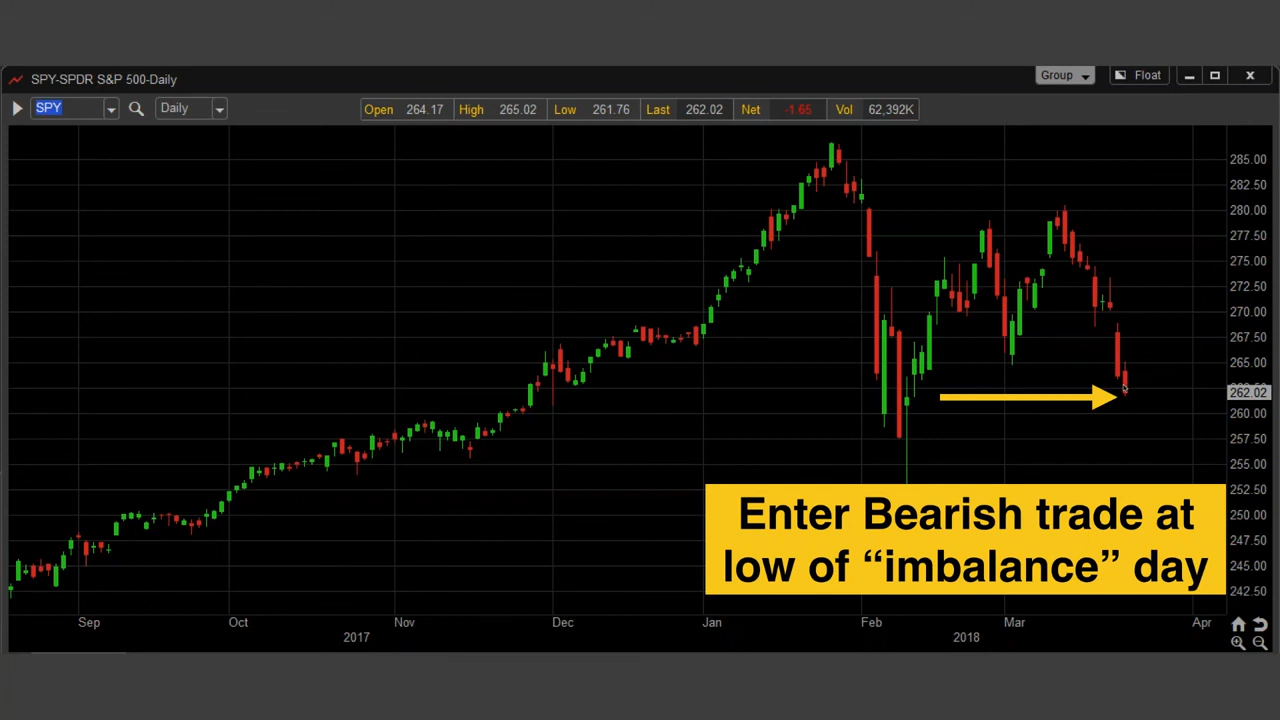 SPY-SPDR S&P 500-Daily
Group
Float
SPY
Daily
Open 264.17 High 265.02 Low 261.76 Last 262.02 Net -1.65 Vol 62,392K
285.00
282.50
280.00
277.50
275.00
272.50
270.00
267.50
265.00
262.02
260.00
257.50
255.00
252.50
250.00
247.50
245.00
242.50
Enter Bearish trade at
low of “imbalance” day
Sep Oct Nov Dec Jan Feb Mar Apr
2017 2018